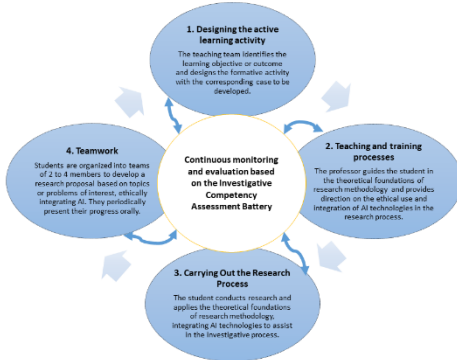 1. Designing the active
learning activity
The teaching team identifies the
learning objective or outcome
and designs the formative activity
with the corresponding case to be
developed.
2. Teaching and training
processes
The professor guides the student in
the theoretical foundations of
research methodology and provides
direction on the ethical use and
integration of AI technologies in the
research process.
3. Carrying Out the Research
Process
The student conducts research and
applies the theoretical foundations
of research methodology,
integrating AI technologies to assist
in the investigative process.
4. Teamwork
Students are organized into teams
of 2 to 4 members to develop a
research proposal based on topics
or problems of interest, ethically
integrating AI. They periodically
present their progress orally.
Continuous monitoring
and evaluation based
on the Investigative
Competency
Assessment Battery